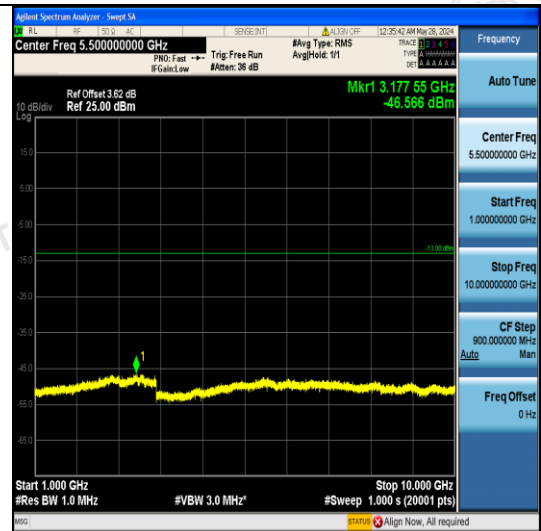 Agilent Spectrum Analyzer - Swept SA
RL RF 50 Ω AC SENSE:INT ALIGN OFF 12:35:42 AM May 28, 2024
Center Freq 5.500000000 GHz
PNO: Fast
IFGain:Low
Trig: Free Run
#Atten: 36 dB
#Avg Type: RMS
Avg|Hold: 1/1
TRACE 1 2 3 4 5 6
TYPE A
DET A A A A A A
Mkr1 3.177 55 GHz
-46.566 dBm
Ref Offset 3.62 dB
10 dB/div Ref 25.00 dBm
Log
15.0
5.00
-5.00
-13.00 dBm
-15.0
-25.0
-35.0
-45.0
1
-55.0
-65.0
Start 1.000 GHz
Stop 10.000 GHz
#Res BW 1.0 MHz
#VBW 3.0 MHz*
#Sweep 1.000 s (20001 pts)
MSG
STATUS Align Now, All required
Frequency
Auto Tune
Center Freq
5.500000000 GHz
Start Freq
1.000000000 GHz
Stop Freq
10.000000000 GHz
CF Step
900.000000 MHz
Auto Man
Freq Offset
0 Hz